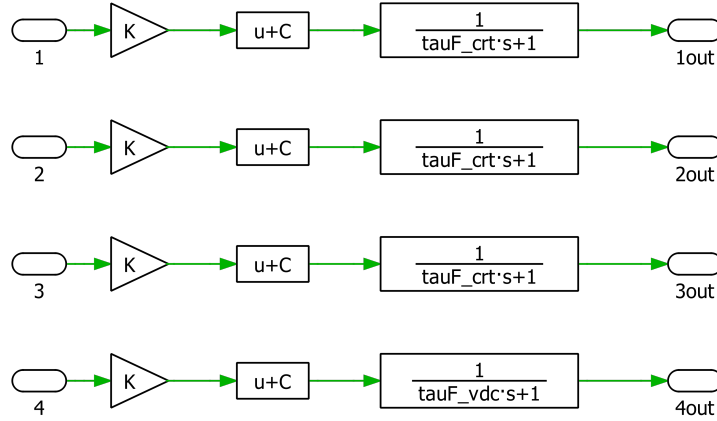 K u+C 1
tauF_crt·s+1
1 1out
K u+C 1
tauF_crt·s+1
2 2out
K u+C 1
tauF_crt·s+1
3 3out
K u+C 1
tauF_vdc·s+1
4 4out